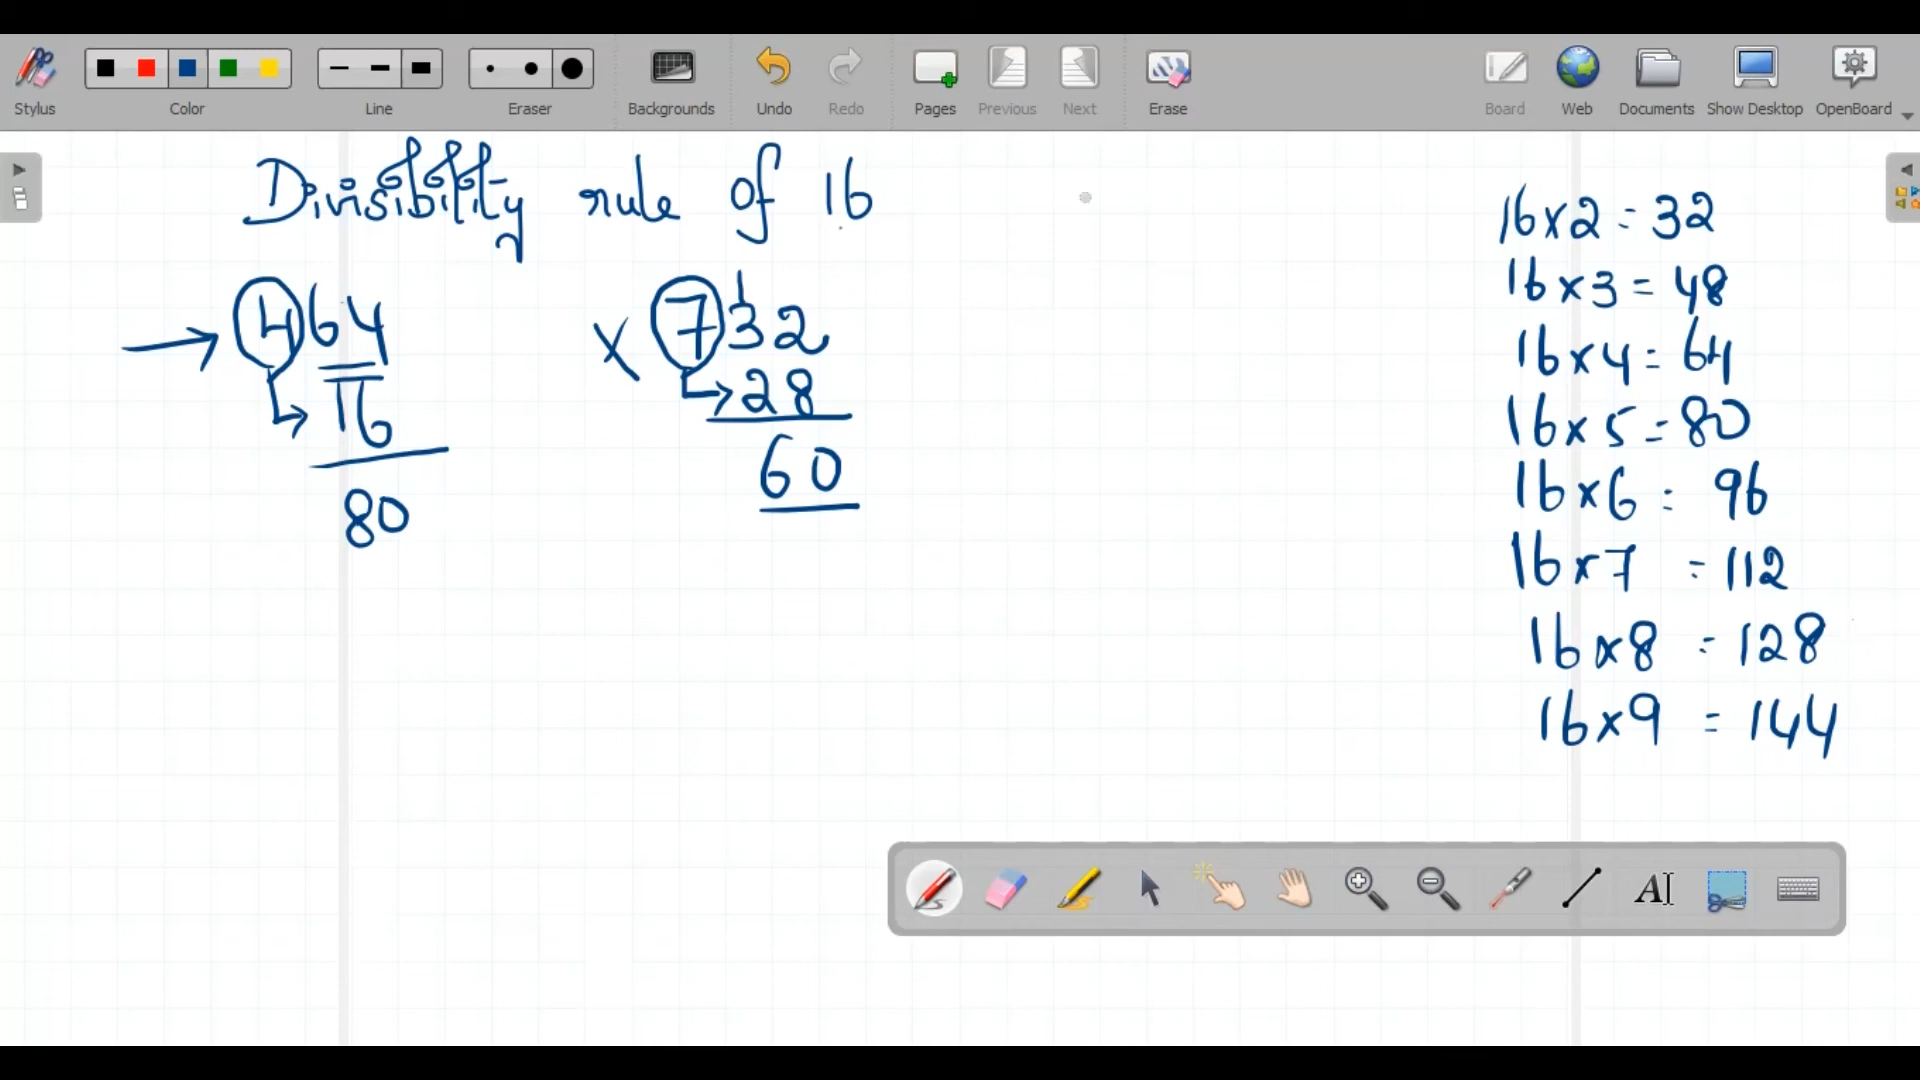 Stylus Color Line Eraser Backgrounds Undo Redo Pages Previous Next Erase Board Web Documents Show Desktop OpenBoard
Divisibility rule of 16
464
16
80
x 732
1
28
60
16x2 = 32
16x3 = 48
16x4 = 64
16x5 = 80
16x6 = 96
16x7 = 112
16x8 = 128
16x9 = 144
AI